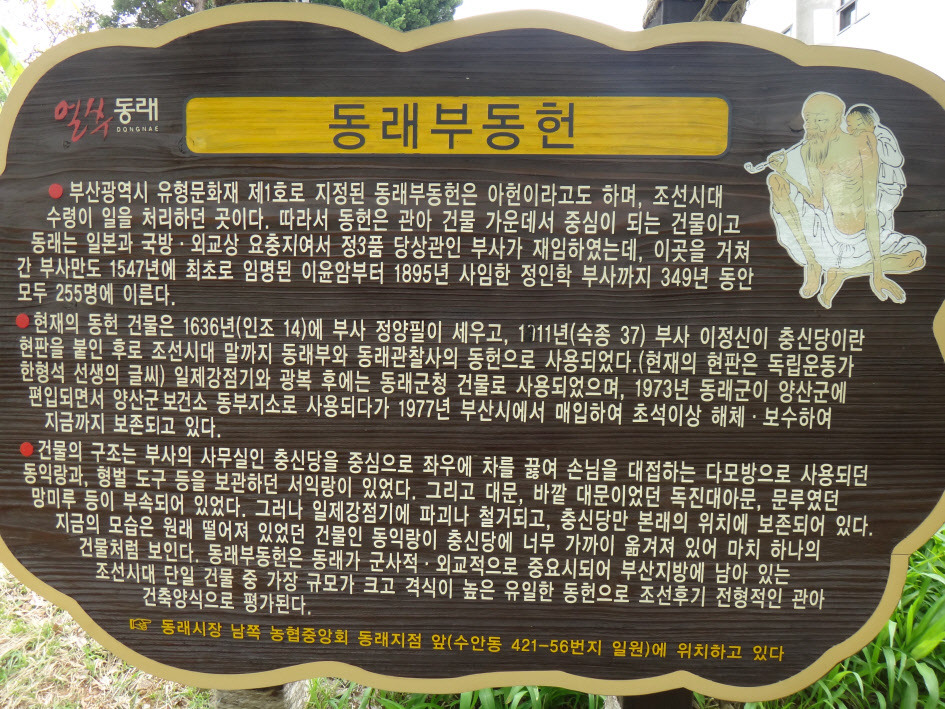 얼쑤 동래
DONGNAE
동래부동헌
부산광역시 유형문화재 제1호로 지정된 동래부동헌은 아헌이라고도 하며, 조선시대
수령이 일을 처리하던 곳이다. 따라서 동헌은 관아 건물 가운데서 중심이 되는 건물이고
동래는 일본과 국방·외교상 요충지여서 정3품 당상관인 부사가 재임하였는데, 이곳을 거쳐
간 부사만도 1547년에 최초로 임명된 이윤암부터 1895년 사임한 정인학 부사까지 349년 동안
모두 255명에 이른다.
현재의 동헌 건물은 1636년(인조 14)에 부사 정양필이 세우고, 1711년(숙종 37) 부사 이정신이 충신당이란
현판을 붙인 후로 조선시대 말까지 동래부와 동래관찰사의 동헌으로 사용되었다.(현재의 현판은 독립운동가
한형석 선생의 글씨) 일제강점기와 광복 후에는 동래군청 건물로 사용되었으며, 1973년 동래군이 양산군에
편입되면서 양산군보건소 동부지소로 사용되다가 1977년 부산시에서 매입하여 초석이상 해체·보수하여
지금까지 보존되고 있다.
건물의 구조는 부사의 사무실인 충신당을 중심으로 좌우에 차를 끓여 손님을 대접하는 다모방으로 사용되던
동익랑과, 형벌 도구 등을 보관하던 서익랑이 있었다. 그리고 대문, 바깥 대문이었던 독진대아문, 문루였던
망미루 등이 부속되어 있었다. 그러나 일제강점기에 파괴나 철거되고, 충신당만 본래의 위치에 보존되어 있다.
지금의 모습은 원래 떨어져 있었던 건물인 동익랑이 충신당에 너무 가까이 옮겨져 있어 마치 하나의
건물처럼 보인다. 동래부동헌은 동래가 군사적·외교적으로 중요시되어 부산지방에 남아 있는
조선시대 단일 건물 중 가장 규모가 크고 격식이 높은 유일한 동헌으로 조선후기 전형적인 관아
건축양식으로 평가된다.
☞ 동래시장 남쪽 농협중앙회 동래지점 앞(수안동 421-56번지 일원)에 위치하고 있다